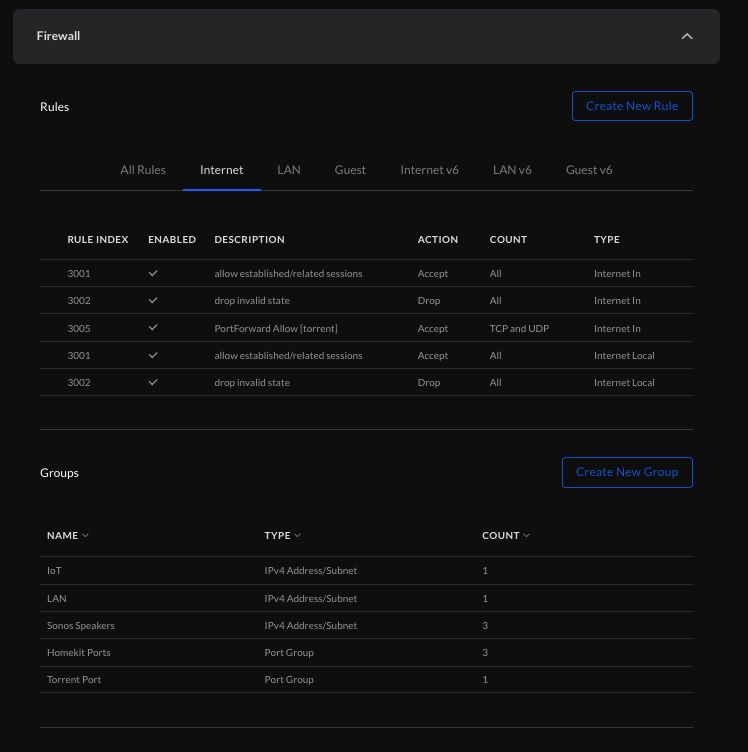 Firewall
Rules Create New Rule
All Rules Internet LAN Guest Internet v6 LAN v6 Guest v6
RULE INDEX ENABLED DESCRIPTION ACTION COUNT TYPE
3001 allow established/related sessions Accept All Internet In
3002 drop invalid state Drop All Internet In
3005 PortForward Allow [torrent] Accept TCP and UDP Internet In
3001 allow established/related sessions Accept All Internet Local
3002 drop invalid state Drop All Internet Local
Groups Create New Group
NAME TYPE COUNT
IoT IPv4 Address/Subnet 1
LAN IPv4 Address/Subnet 1
Sonos Speakers IPv4 Address/Subnet 3
Homekit Ports Port Group 3
Torrent Port Port Group 1